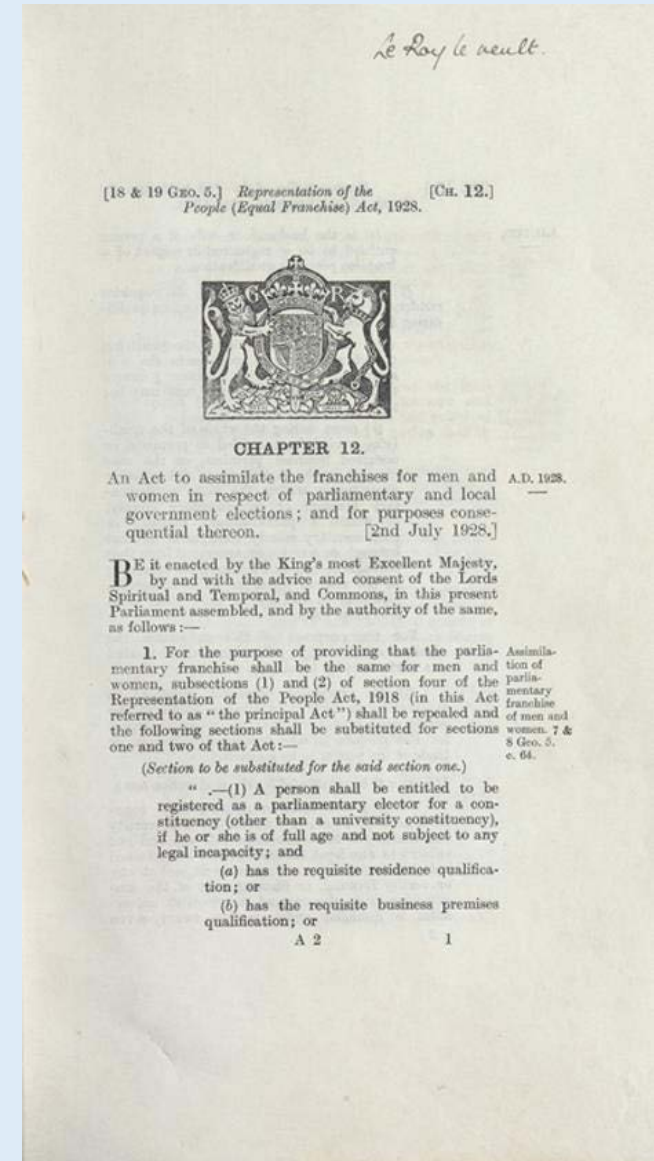 Le Roy le veult.
[18 & 19 GEO. 5.] Representation of the [CH. 12.]
People (Equal Franchise) Act, 1928.
G R
CHAPTER 12.
An Act to assimilate the franchises for men and A.D. 1928.
women in respect of parliamentary and local
government elections; and for purposes conse-
quential thereon. [2nd July 1928.]
BE it enacted by the King's most Excellent Majesty,
by and with the advice and consent of the Lords
Spiritual and Temporal, and Commons, in this present
Parliament assembled, and by the authority of the same,
as follows:—
1. For the purpose of providing that the parlia-
mentary franchise shall be the same for men and
women, subsections (1) and (2) of section four of the
Representation of the People Act, 1918 (in this Act
referred to as "the principal Act") shall be repealed and
the following sections shall be substituted for sections
one and two of that Act:—
Assimila-
tion of
parlia-
mentary
franchise
of men and
women. 7 &
8 Geo. 5.
c. 64.
(Section to be substituted for the said section one.)
" .—(1) A person shall be entitled to be
registered as a parliamentary elector for a con-
stituency (other than a university constituency),
if he or she is of full age and not subject to any
legal incapacity; and
(a) has the requisite residence qualifica-
tion; or
(b) has the requisite business premises
qualification; or
A 2 1